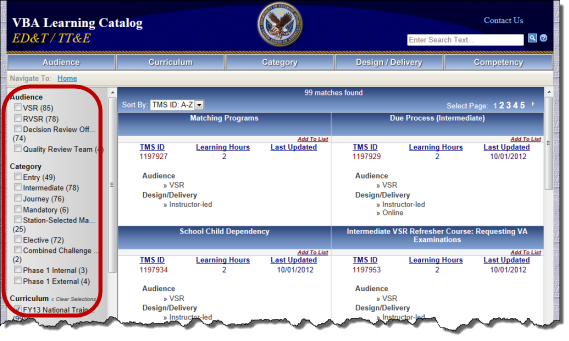 VBA Learning Catalog
ED&T / TT&E
Contact Us
Enter Search Text...
Audience Curriculum Category Design / Delivery Competency
Navigate To: Home
99 matches found
Sort By: TMS ID: A-Z
Select Page: 1 2 3 4 5
Audience
VSR (85)
RVSR (78)
Decision Review Off...
(74)
Quality Review Team (
Category
Entry (49)
Intermediate (78)
Journey (76)
Mandatory (6)
Station-Selected Ma...
(25)
Elective (72)
Combined Challenge ...
(2)
Phase 1 Internal (3)
Phase 1 External (4)
Curriculum « Clear Selections
FY13 National Train
Matching Programs
Add To List
TMS ID Learning Hours Last Updated
1197927 2
Audience
» VSR
Design/Delivery
» Instructor-led
Due Process (Intermediate)
Add To List
TMS ID Learning Hours Last Updated
1197929 2 10/01/2012
Audience
» VSR
Design/Delivery
» Instructor-led
» Online
School Child Dependency
Add To List
TMS ID Learning Hours Last Updated
1197934 2 10/01/2012
Audience
» VSR
Design/Delivery
» Instructor-led
Intermediate VSR Refresher Course: Requesting VA
Examinations
Add To List
TMS ID Learning Hours Last Updated
1197953 2 10/01/2012
Audience
» VSR
Design/Delivery
» Instructor-led